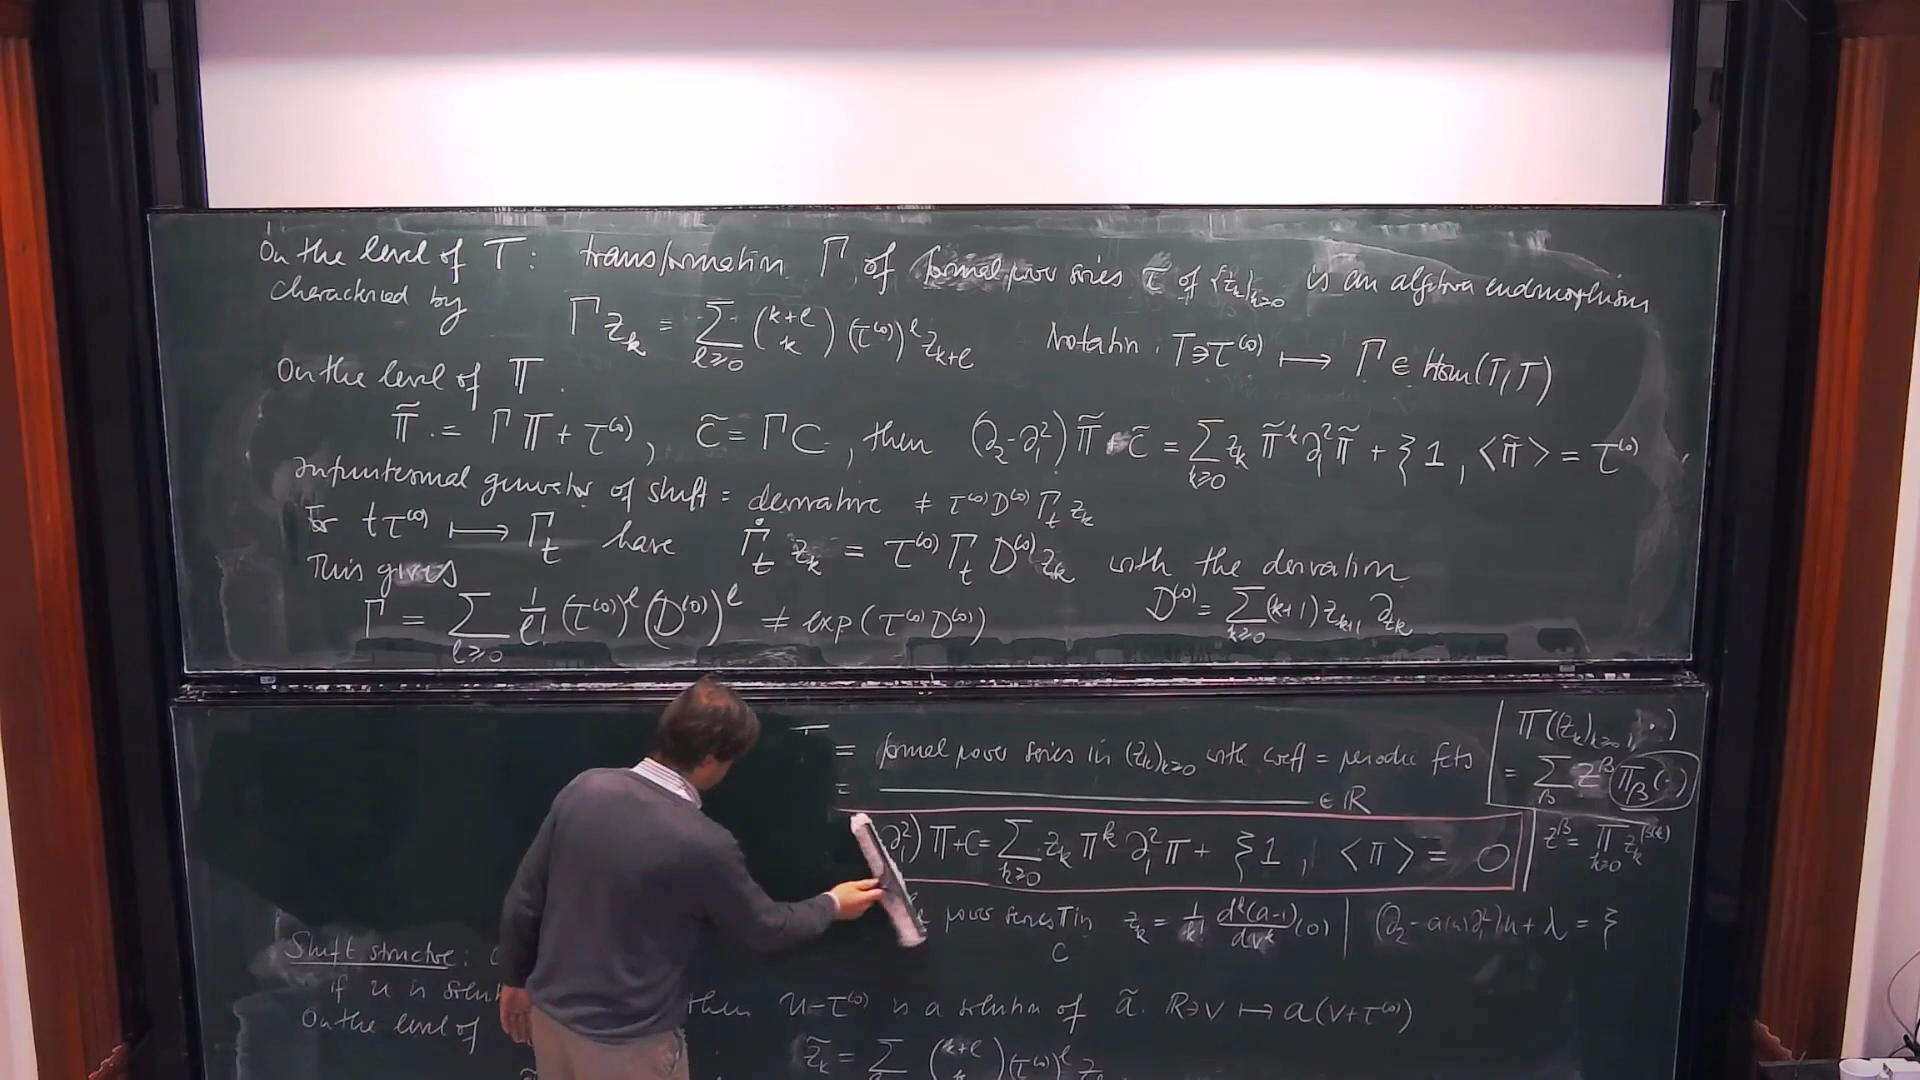 On the level of T: transformation Γ of formal power series τ of {z_k}_{k≥0} is an algebra endomorphism
characterized by
Γ z_k = Σ_{ℓ≥0} (k+ℓ choose k) (τ^{(0)})^ℓ z_{k+ℓ}   Notation: T∋τ^{(0)} ⟼ Γ ∈ Hom(T,T)
On the level of Π
Π̃ := ΓΠ + τ^{(0)}, c̃ = Γc, then (∂_2-∂_1^2) Π̃ + c̃ = Σ_{k≥0} z_k Π̃^k ∂_1^2 Π̃ + ξ1, <Π̃> = τ^{(0)}
Infinitesimal generator of shift = derivative ≠ τ^{(0)} D^{(0)} Γ_t z_k
For tτ^{(0)} ⟼ Γ_t have Γ̇_t z_k = τ^{(0)} Γ_t D^{(0)} z_k with the derivation
This gives
Γ = Σ_{ℓ≥0} 1/ℓ! (τ^{(0)})^ℓ (D^{(0)})^ℓ ≠ exp(τ^{(0)} D^{(0)})   D^{(0)} = Σ_{k≥0} (k+1) z_{k+1} ∂_{z_k}
= formal power series in (z_k)_{k≥0} with coeff = periodic fcts
= ———— ∈ ℝ
Π((z_k)_{k≥0}, ·)
= Σ_β z^β Π_β(·)
∂_1^2) Π+c = Σ_{k≥0} z_k Π^k ∂_1^2 Π + ξ1, <Π> = 0
z^β = Π_{k≥0} z_k^{β(k)}
power series Π in z_k = 1/k! d^k(a-1)/dv^k (0) | (∂_2-a(u)∂_1^2)u + λ = ξ
c
Shift structure:
if u is solut
then u-τ^{(0)} is a solution of ã: ℝ∋v ↦ a(v+τ^{(0)})
On the level of
z̃_k = Σ (k+ℓ choose k) (τ^{(0)})^ℓ z